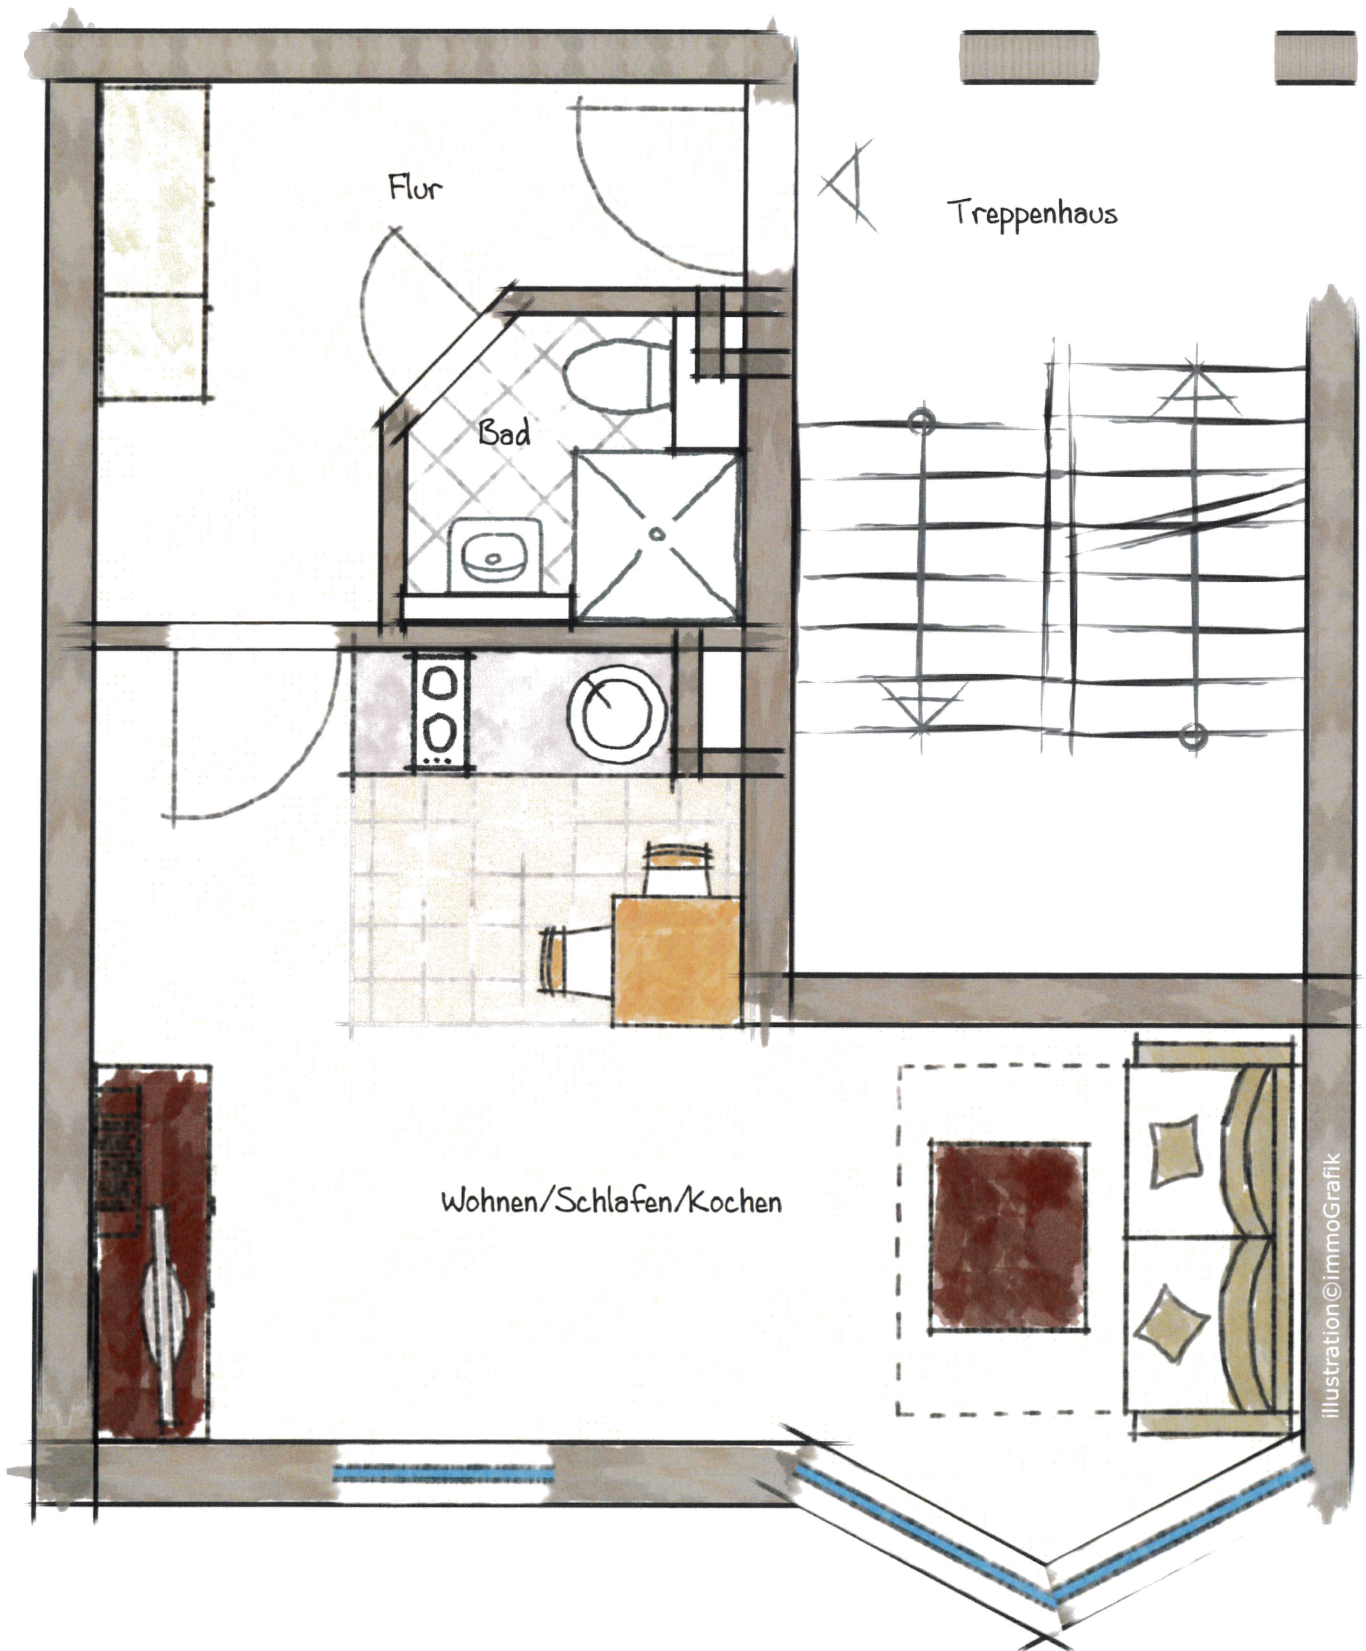 Flur
Treppenhaus
Bad
Wohnen/Schlafen/Kochen
illustration©immoGrafik